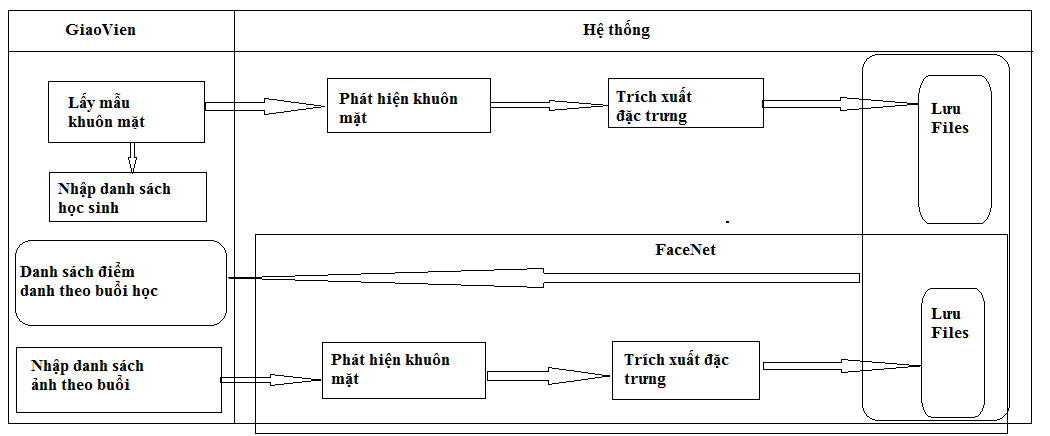 GiaoVien
Hệ thống
Lấy mẫu
khuôn mặt
Phát hiện khuôn
mặt
Trích xuất
đặc trưng
Lưu
Files
Nhập danh sách
học sinh
FaceNet
Danh sách điểm
danh theo buổi học
Lưu
Files
Nhập danh sách
ảnh theo buổi
Phát hiện khuôn
mặt
Trích xuất đặc
trưng